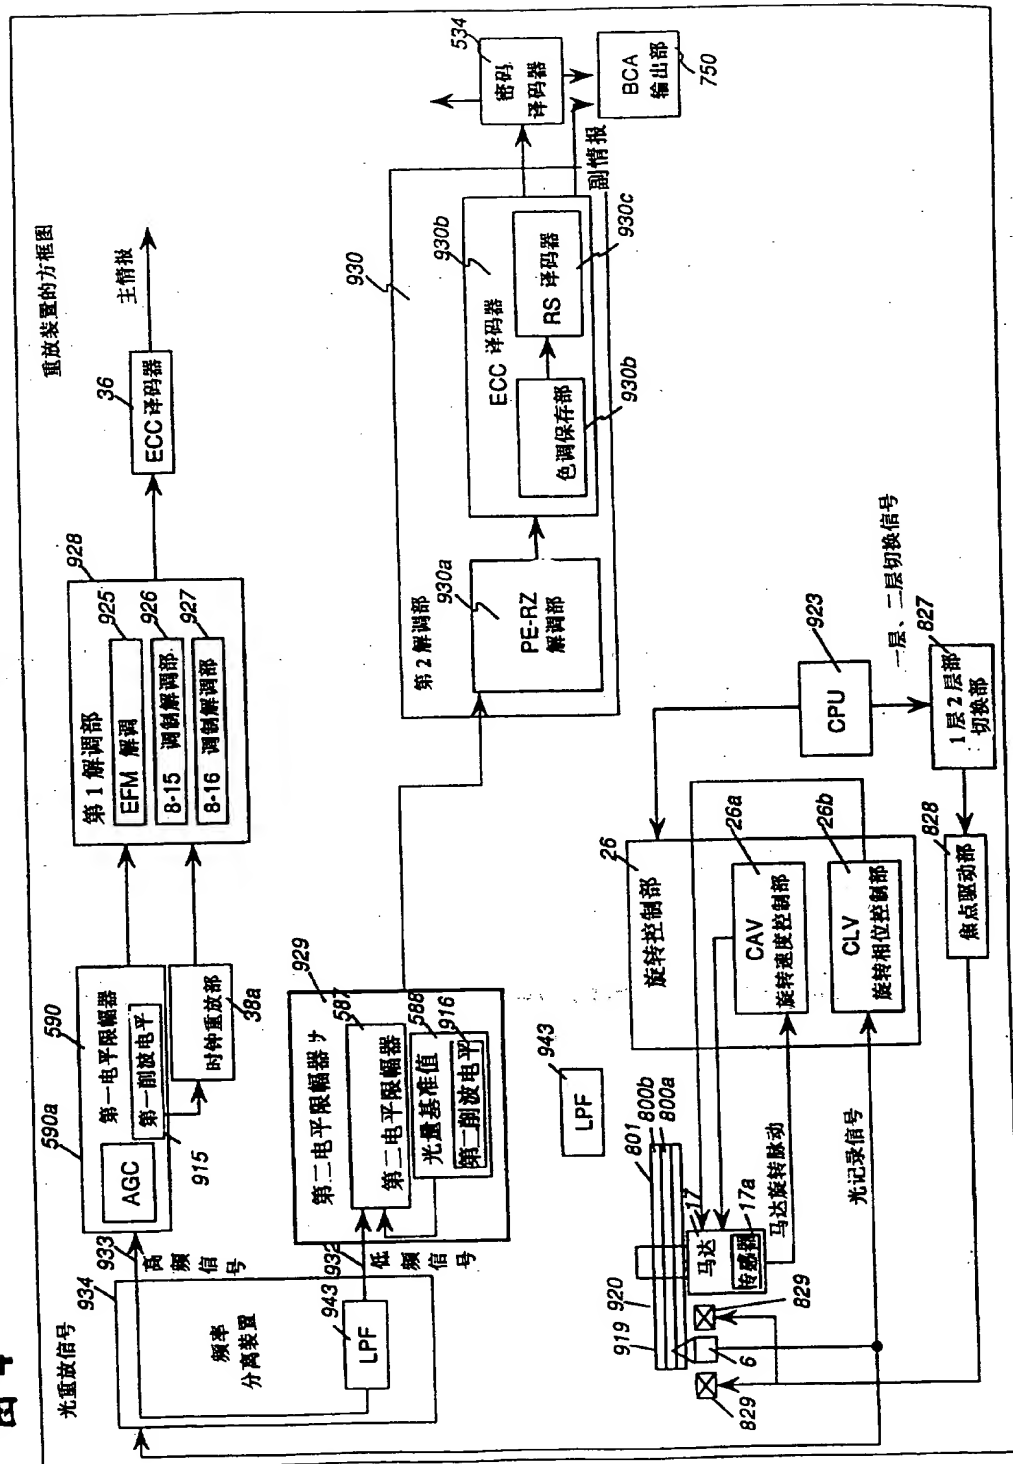 图 4
重放装置的方框图
光重放信号
934
频率
分离装置
943
LPF
933
高频信号
932
低频信号
590a
590
第一电平限幅器
AGC
第一削波电平
915
时钟重放部
38a
928
第1解调部
925
EFM 解调
926
8-15 调制解调部
927
8-16 调制解调部
36
ECC 译码器
主情报
929
第二电平限幅器
587
第二电平限幅器
588
光量基准值
916
第二削波电平
930
第2解调部
930a
PE-RZ
解调部
930b
ECC 译码器
色调保存部
930b
RS 译码器
930c
副情报
534
密码
译码器
BCA
输出部
750
943
LPF
919
920
801
800b
800a
17
马达
17a
传感器
829
829
6
马达旋转脉动
光记录信号
26
旋转控制部
26a
CAV
旋转速度控制部
26b
CLV
旋转相位控制部
923
CPU
一层、二层切换信号
827
1层2层部
切换部
828
焦点驱动部